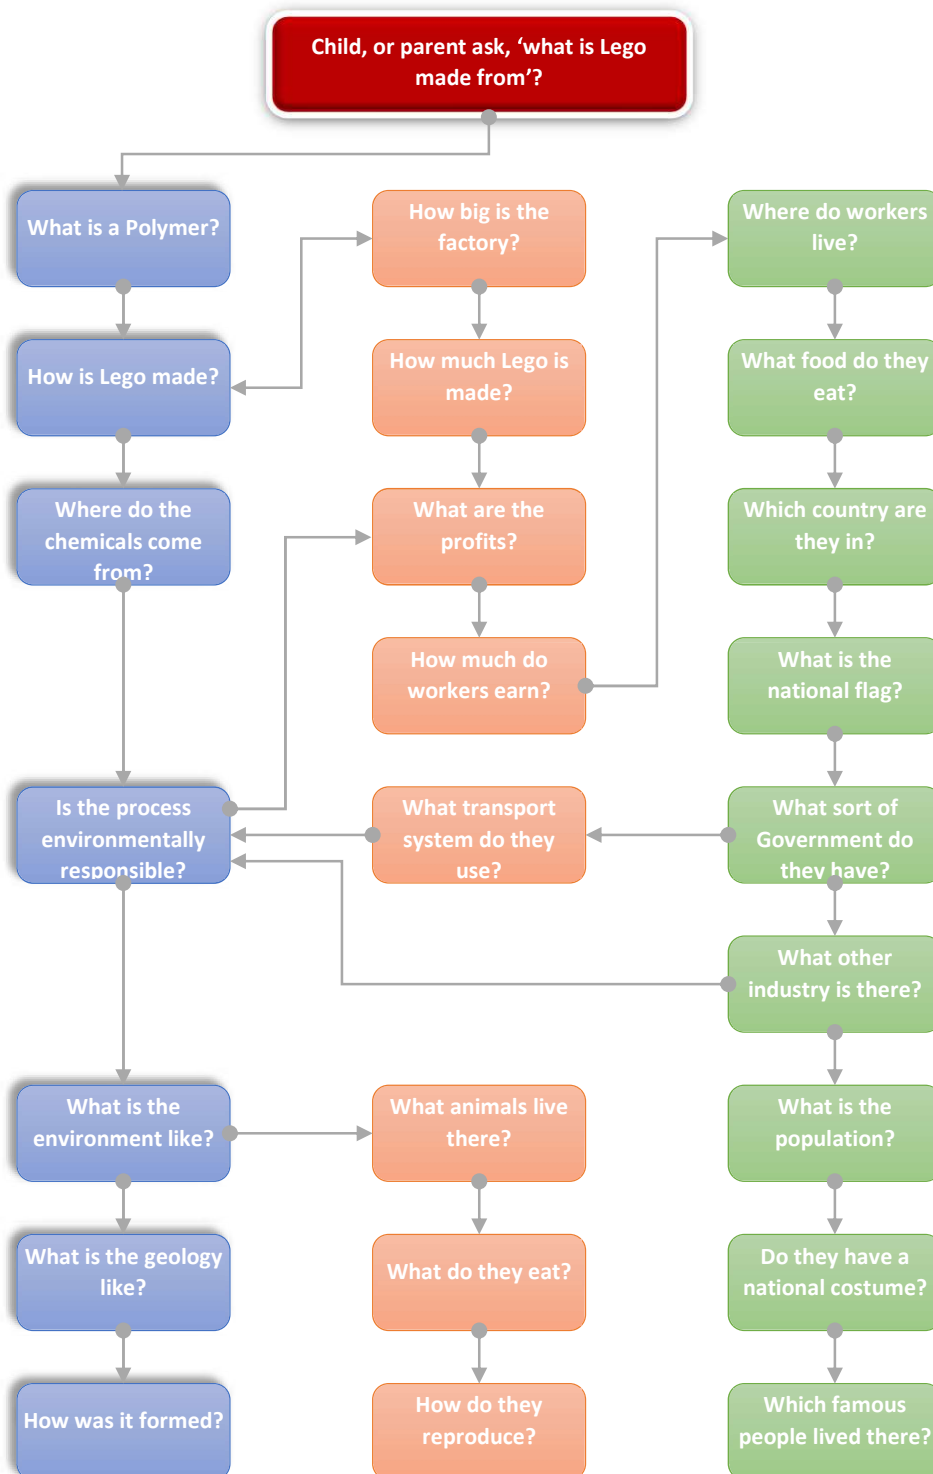 Child, or parent ask, ‘what is Lego
made from’?
What is a Polymer?
How big is the
factory?
Where do workers
live?
How is Lego made?
How much Lego is
made?
What food do they
eat?
Where do the
chemicals come
from?
What are the
profits?
Which country are
they in?
How much do
workers earn?
What is the
national flag?
Is the process
environmentally
responsible?
What transport
system do they
use?
What sort of
Government do
they have?
What other
industry is there?
What is the
environment like?
What animals live
there?
What is the
population?
What is the geology
like?
What do they eat?
Do they have a
national costume?
How was it formed?
How do they
reproduce?
Which famous
people lived there?